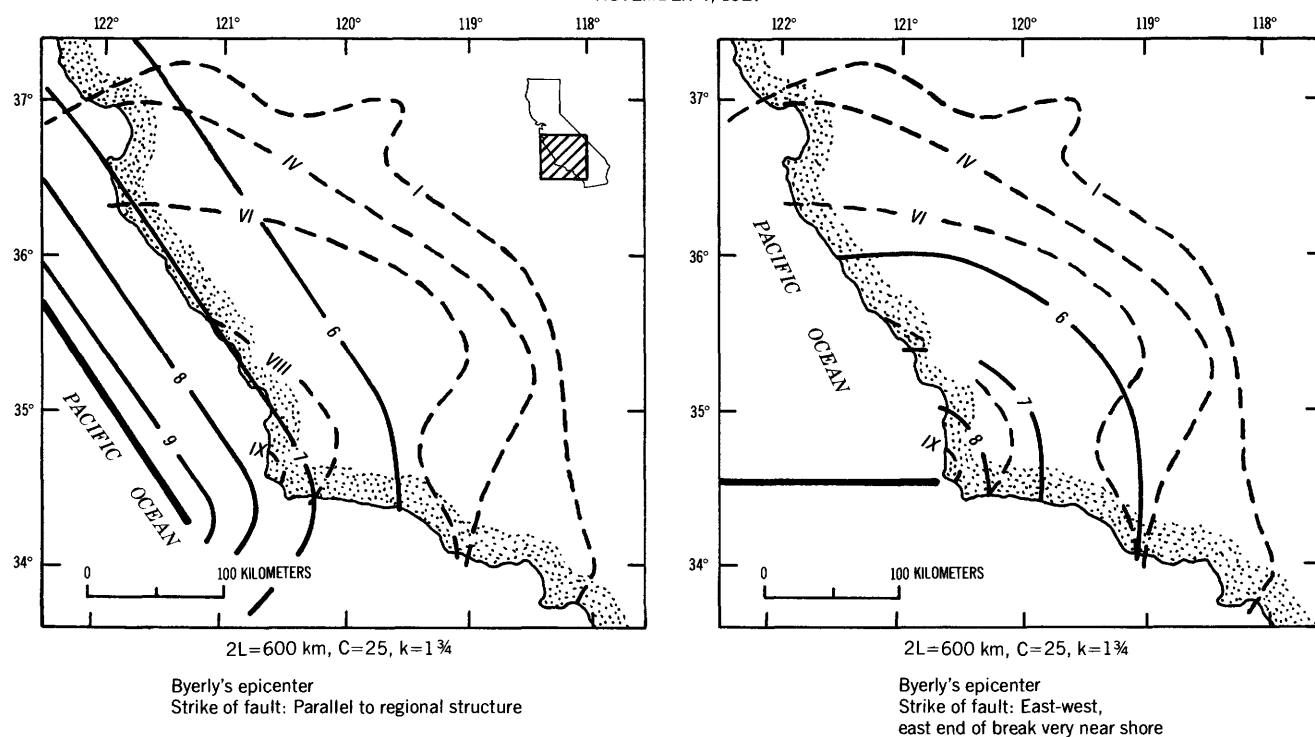 122° 121° 120° 119° 118°
37°
36°
35°
34°
IV
I
VI
6
VIII
8
7
9
IX
PACIFIC
OCEAN
0 100 KILOMETERS
2L=600 km, C=25, k=1¾
Byerly's epicenter
Strike of fault: Parallel to regional structure
122° 121° 120° 119° 118°
37°
36°
35°
34°
IV
I
VI
PACIFIC
OCEAN
6
7
8
IX
0 100 KILOMETERS
2L=600 km, C=25, k=1¾
Byerly's epicenter
Strike of fault: East-west,
east end of break very near shore